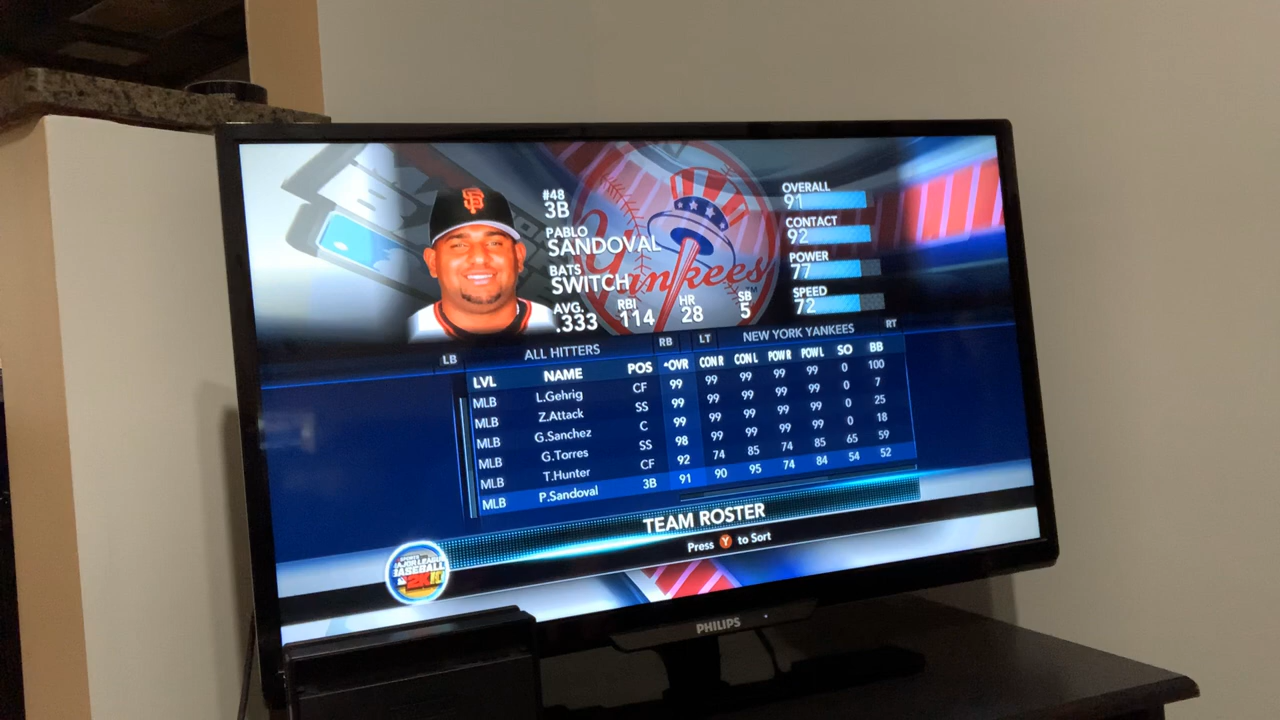 #48
3B
PABLO
SANDOVAL
BATS
SWITCH
AVG. RBI HR SB
.333 114 28 5
Yankees
SF
OVERALL
91
CONTACT
92
POWER
77
SPEED
72
LB ALL HITTERS RB LT NEW YORK YANKEES RT
LVL NAME POS OVR CON R CON L POW R POW L SO BB
MLB L.Gehrig CF 99 99 99 99 99 0 100
MLB Z.Attack SS 99 99 99 99 99 0 7
MLB G.Sanchez C 99 99 99 99 99 0 25
MLB G.Torres SS 98 99 99 99 99 0 18
MLB T.Hunter CF 92 74 85 74 85 65 59
MLB P.Sandoval 3B 91 90 95 74 84 54 52
TEAM ROSTER
Press Y to Sort
SPORTS
MAJOR LEAGUE
BASEBALL
2K10
PHILIPS